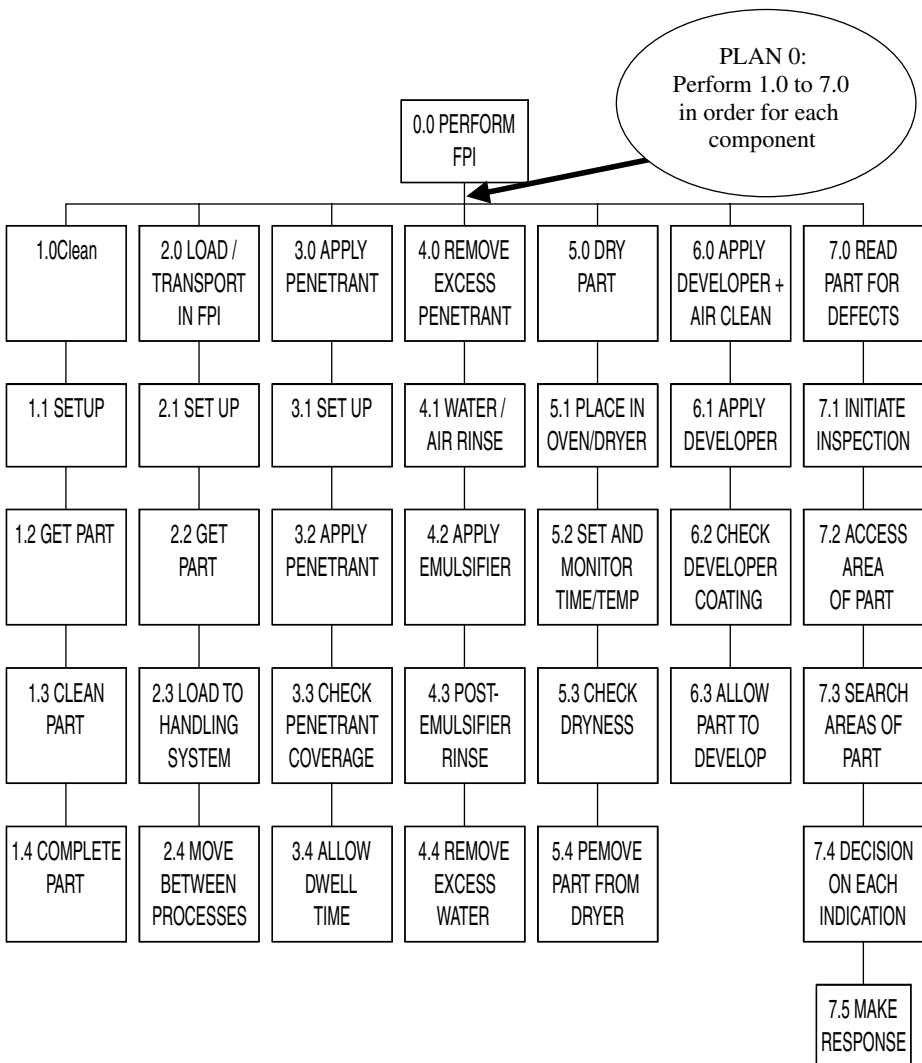 PLAN 0:
Perform 1.0 to 7.0
in order for each
component
0.0 PERFORM
FPI
1.0Clean
2.0 LOAD /
TRANSPORT
IN FPI
3.0 APPLY
PENETRANT
4.0 REMOVE
EXCESS
PENETRANT
5.0 DRY
PART
6.0 APPLY
DEVELOPER +
AIR CLEAN
7.0 READ
PART FOR
DEFECTS
1.1 SETUP
2.1 SET UP
3.1 SET UP
4.1 WATER /
AIR RINSE
5.1 PLACE IN
OVEN/DRYER
6.1 APPLY
DEVELOPER
7.1 INITIATE
INSPECTION
1.2 GET PART
2.2 GET
PART
3.2 APPLY
PENETRANT
4.2 APPLY
EMULSIFIER
5.2 SET AND
MONITOR
TIME/TEMP
6.2 CHECK
DEVELOPER
COATING
7.2 ACCESS
AREA
OF PART
1.3 CLEAN
PART
2.3 LOAD TO
HANDLING
SYSTEM
3.3 CHECK
PENETRANT
COVERAGE
4.3 POST-
EMULSIFIER
RINSE
5.3 CHECK
DRYNESS
6.3 ALLOW
PART TO
DEVELOP
7.3 SEARCH
AREAS OF
PART
1.4 COMPLETE
PART
2.4 MOVE
BETWEEN
PROCESSES
3.4 ALLOW
DWELL
TIME
4.4 REMOVE
EXCESS
WATER
5.4 PEMOVE
PART FROM
DRYER
7.4 DECISION
ON EACH
INDICATION
7.5 MAKE
RESPONSE